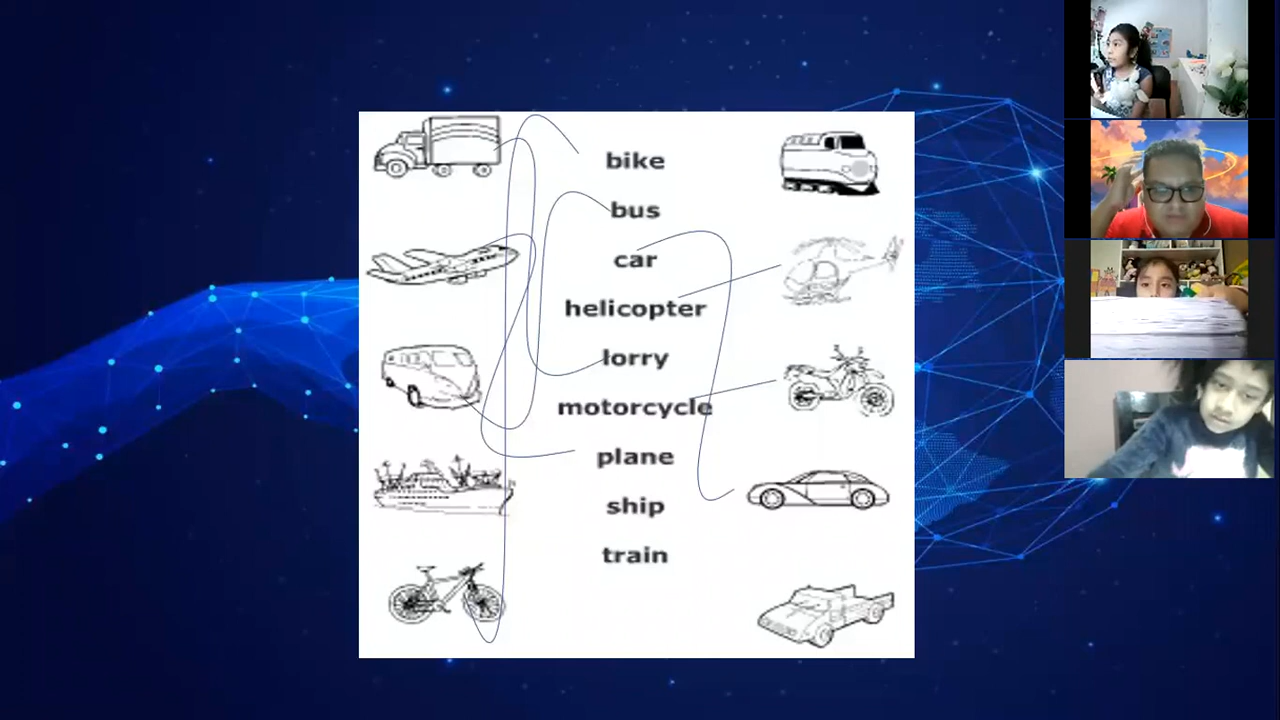 bike
bus
car
helicopter
lorry
motorcycle
plane
ship
train